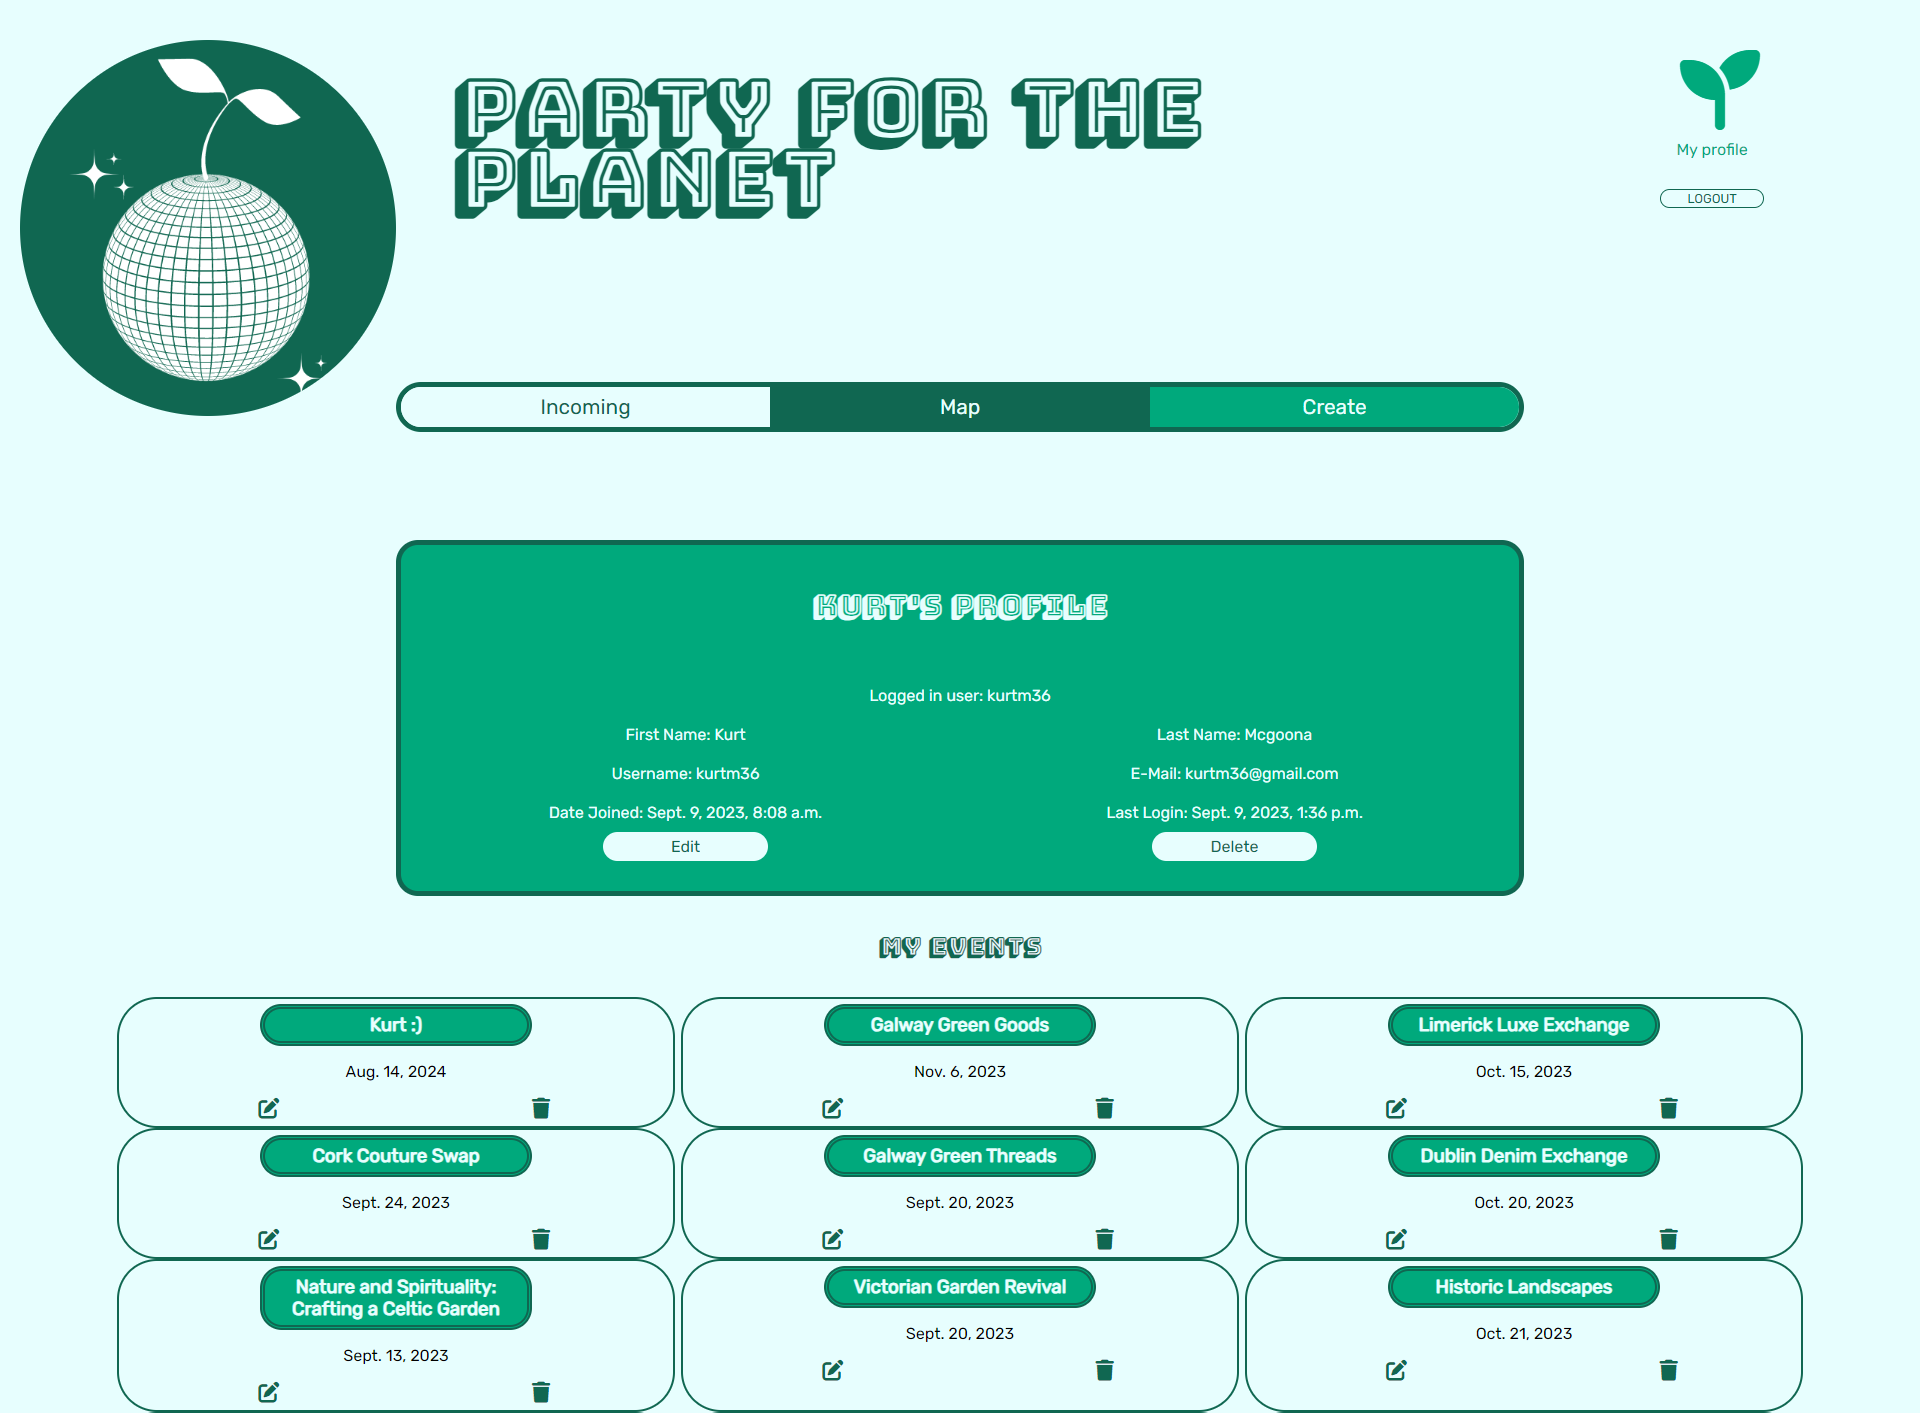 PARTY FOR THE
PLANET
My profile
LOGOUT
Incoming
Map
Create
KURT'S PROFILE
Logged in user: kurtm36
First Name: Kurt
Last Name: Mcgoona
Username: kurtm36
E-Mail: kurtm36@gmail.com
Date Joined: Sept. 9, 2023, 8:08 a.m.
Last Login: Sept. 9, 2023, 1:36 p.m.
Edit
Delete
MY EVENTS
Kurt :)
Aug. 14, 2024
Galway Green Goods
Nov. 6, 2023
Limerick Luxe Exchange
Oct. 15, 2023
Cork Couture Swap
Sept. 24, 2023
Galway Green Threads
Sept. 20, 2023
Dublin Denim Exchange
Oct. 20, 2023
Nature and Spirituality:
Crafting a Celtic Garden
Sept. 13, 2023
Victorian Garden Revival
Sept. 20, 2023
Historic Landscapes
Oct. 21, 2023